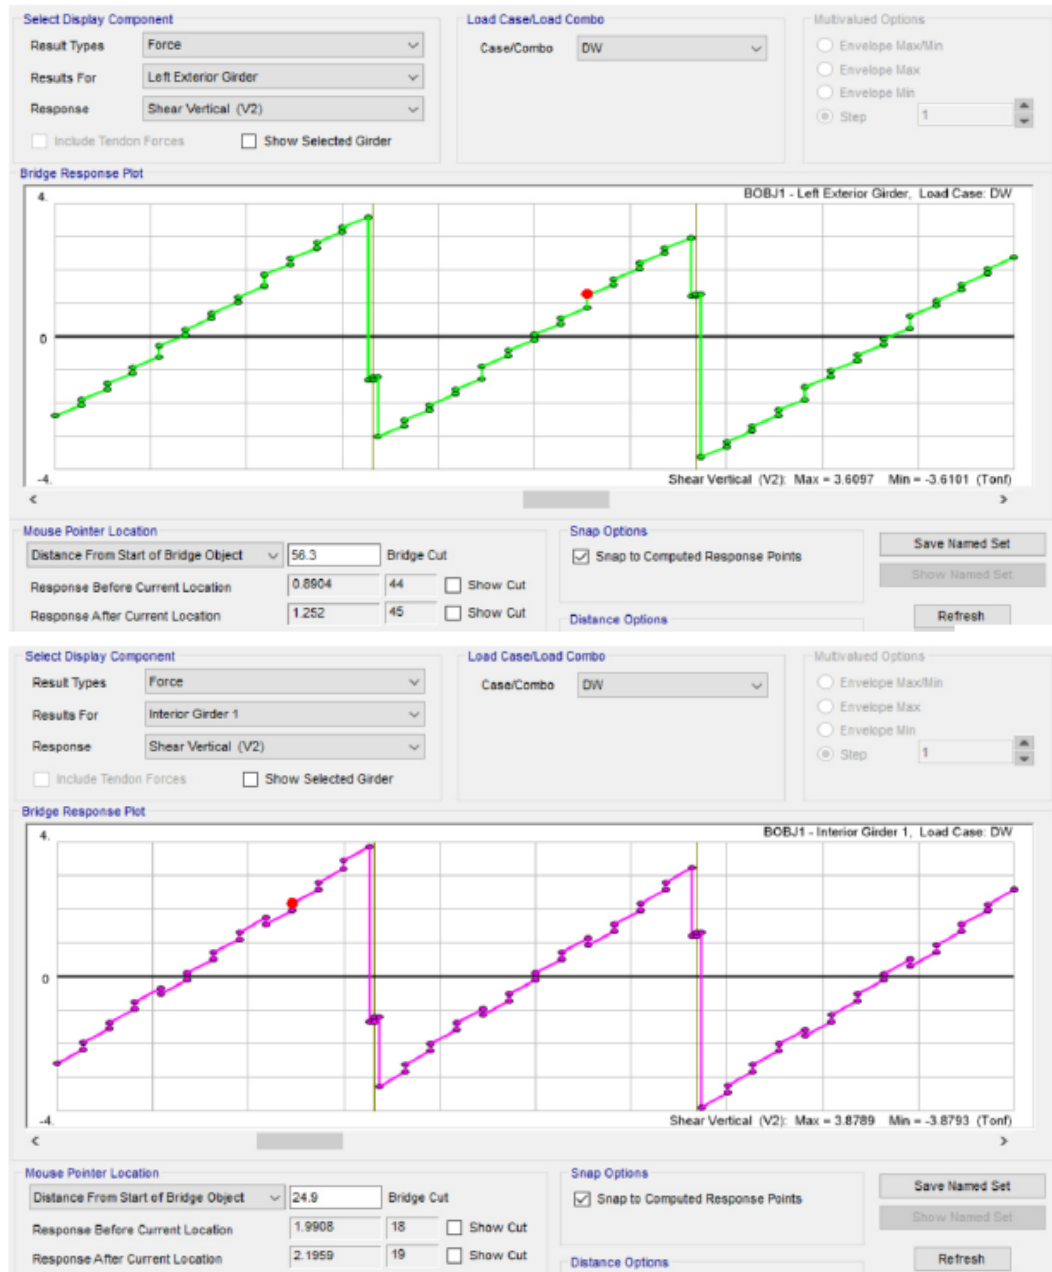 Select Display Component
Load Case/Load Combo
Multivalued Options
Result Types Force
Case/Combo DW
Envelope Max/Min
Results For Left Exterior Girder
Envelope Max
Envelope Min
Response Shear Vertical (V2)
Step 1
Include Tendon Forces Show Selected Girder
Bridge Response Plot
4.
BOBJ1 - Left Exterior Girder, Load Case: DW
0
-4.
Shear Vertical (V2): Max = 3.6097 Min = -3.6101 (Tonf)
Mouse Pointer Location
Snap Options
Distance From Start of Bridge Object 56.3 Bridge Cut
Snap to Computed Response Points
Save Named Set
Response Before Current Location 0.8904 44 Show Cut
Show Named Set
Response After Current Location 1.252 45 Show Cut
Distance Options
Refresh
Select Display Component
Load Case/Load Combo
Multivalued Options
Result Types Force
Case/Combo DW
Envelope Max/Min
Results For Interior Girder 1
Envelope Max
Envelope Min
Response Shear Vertical (V2)
Step 1
Include Tendon Forces Show Selected Girder
Bridge Response Plot
4.
BOBJ1 - Interior Girder 1, Load Case: DW
0
-4.
Shear Vertical (V2): Max = 3.8789 Min = -3.8793 (Tonf)
Mouse Pointer Location
Snap Options
Distance From Start of Bridge Object 24.9 Bridge Cut
Snap to Computed Response Points
Save Named Set
Response Before Current Location 1.9908 18 Show Cut
Show Named Set
Response After Current Location 2.1959 19 Show Cut
Distance Options
Refresh